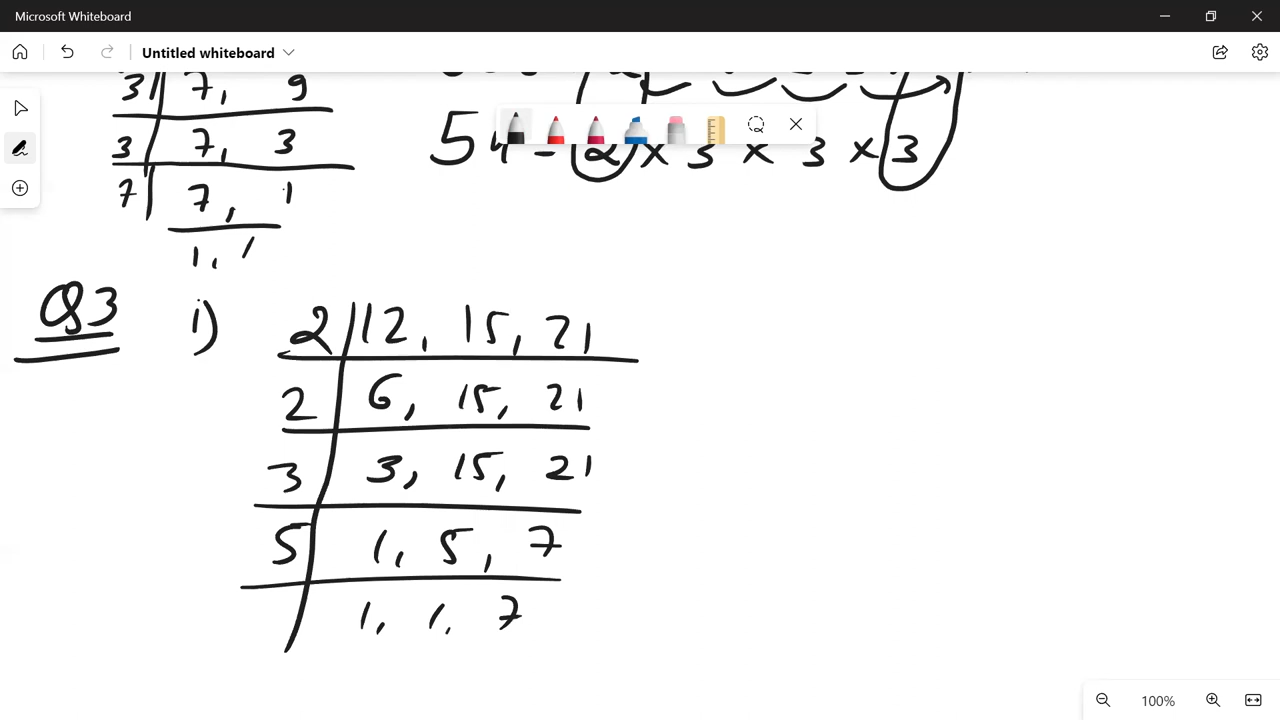 Microsoft Whiteboard
Untitled whiteboard
3 7, 9
3 7, 3
7 7, 1
1, 1
54 = 2 × 3 × 3 × 3
Q3 i) 2 12, 15, 21
2 6, 15, 21
3 3, 15, 21
5 1, 5, 7
1, 1, 7
100%